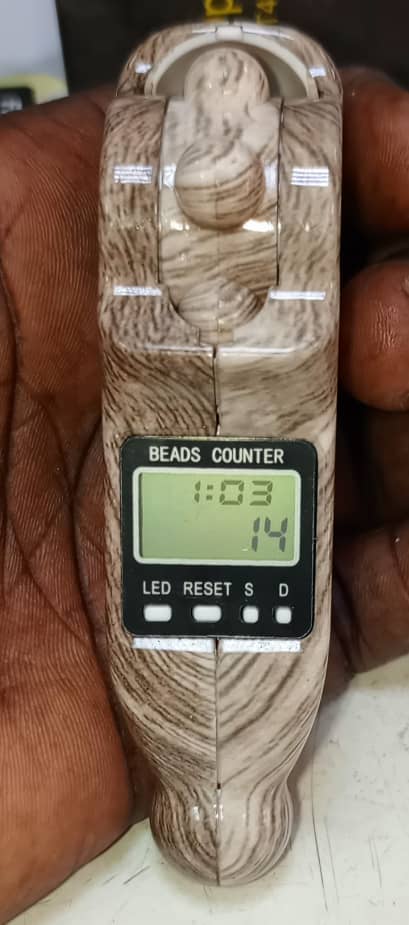 BEADS COUNTER
1:03
14
LED RESET S D